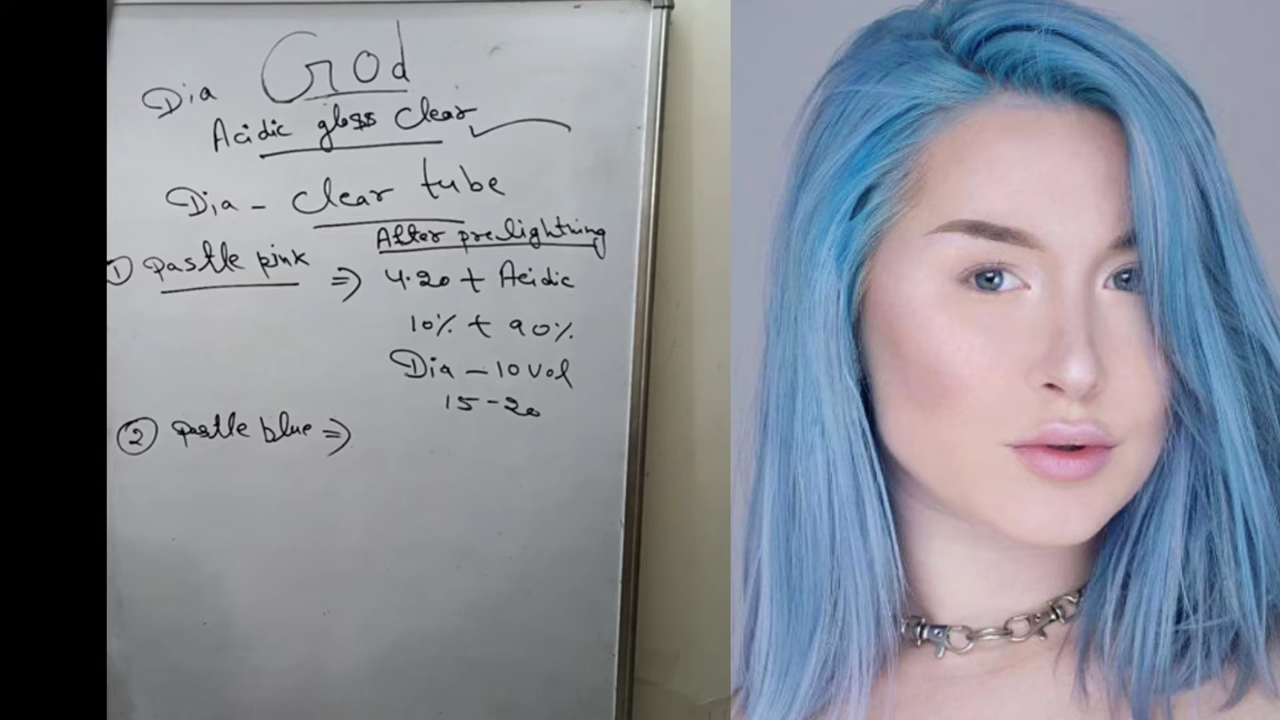 God
Dia
Acidic gloss clear
Dia - clear tube
After prelightning
① pastle pink ⇒ 4.20 + Acidic
10% + 90%
Dia - 10 vol
15-20
② pastle blue ⇒